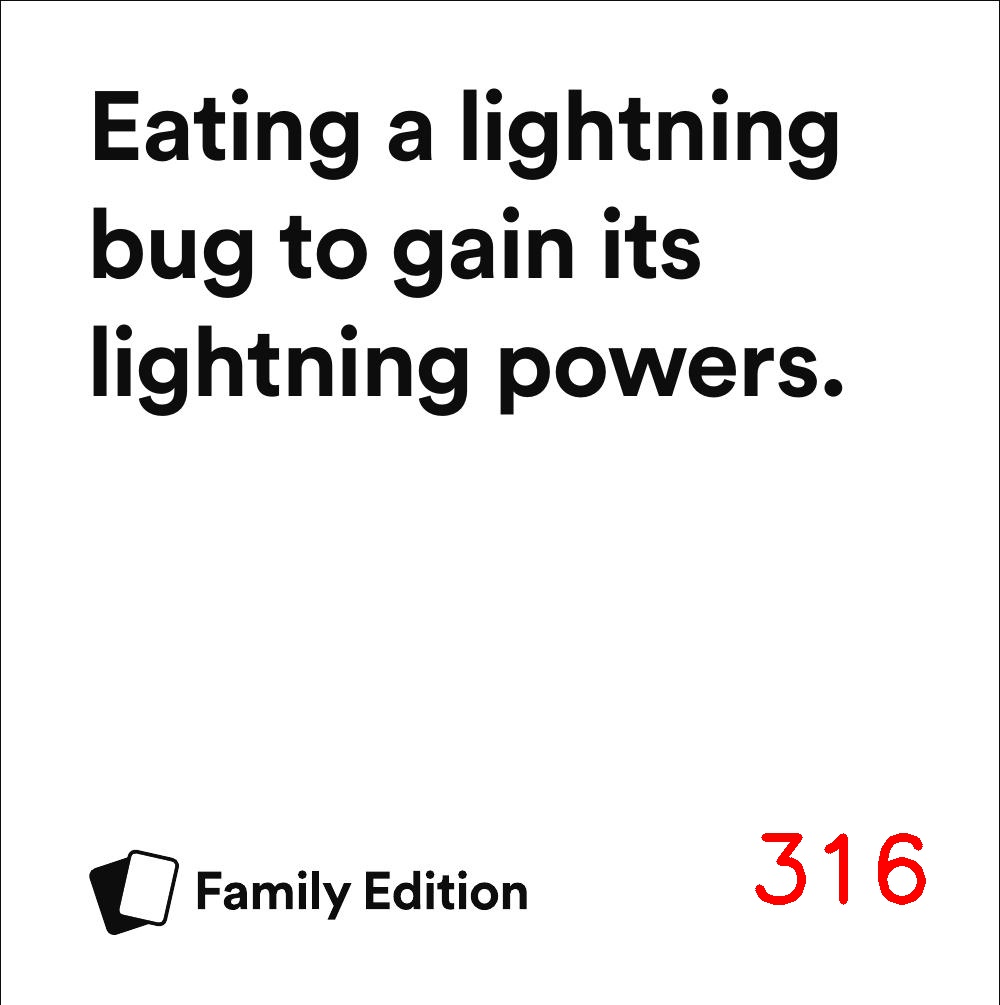 Eating a lightning
bug to gain its
lightning powers.
Family Edition
316